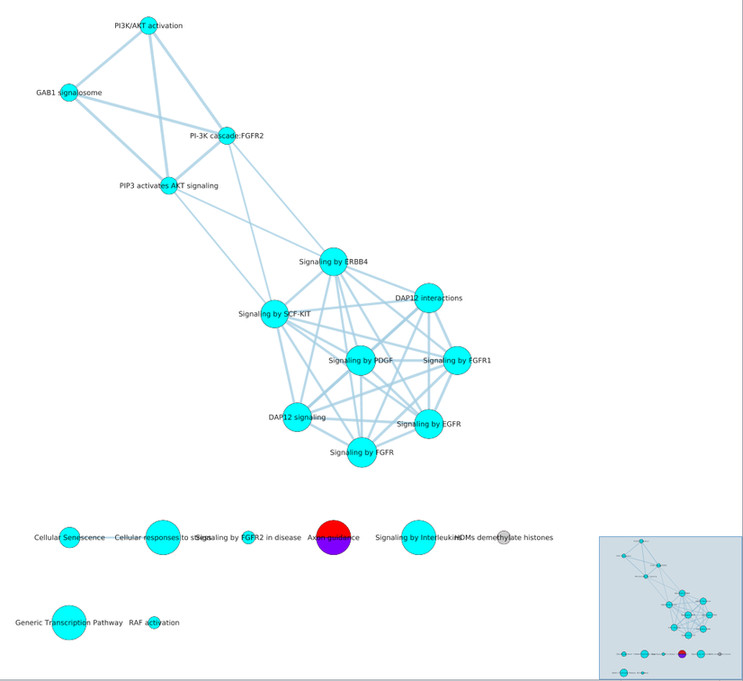 PI3K/AKT activation
GAB1 signalosome
PI-3K cascade:FGFR2
PIP3 activates AKT signaling
Signaling by ERBB4
DAP12 interactions
Signaling by SCF-KIT
Signaling by PDGF
Signaling by FGFR1
DAP12 signaling
Signaling by EGFR
Signaling by FGFR
Cellular Senescence
Cellular responses to stress
Signaling by FGFR2 in disease
Axon guidance
Signaling by Interleukins
HDMs demethylate histones
Generic Transcription Pathway
RAF activation